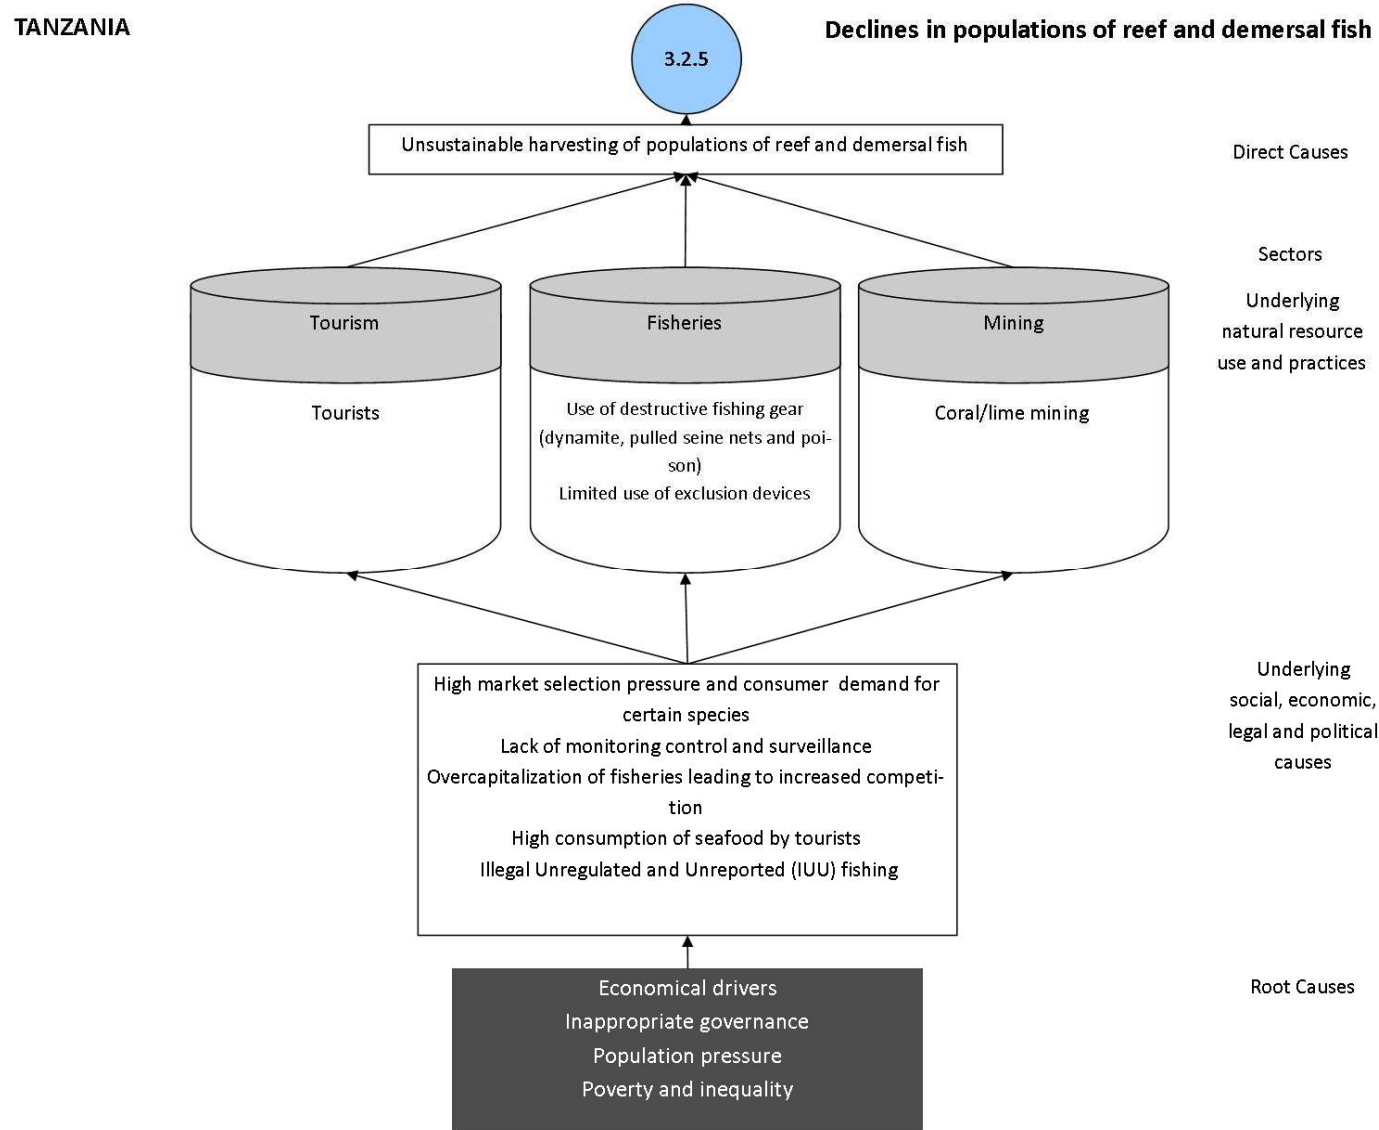 TANZANIA
Declines in populations of reef and demersal fish
3.2.5
Unsustainable harvesting of populations of reef and demersal fish
Direct Causes
Sectors
Underlying
natural resource
use and practices
Tourism
Fisheries
Mining
Tourists
Use of destructive fishing gear
(dynamite, pulled seine nets and poi-
son)
Limited use of exclusion devices
Coral/lime mining
High market selection pressure and consumer demand for
certain species
Lack of monitoring control and surveillance
Overcapitalization of fisheries leading to increased competi-
tion
High consumption of seafood by tourists
Illegal Unregulated and Unreported (IUU) fishing
Underlying
social, economic,
legal and political
causes
Economical drivers
Inappropriate governance
Population pressure
Poverty and inequality
Root Causes